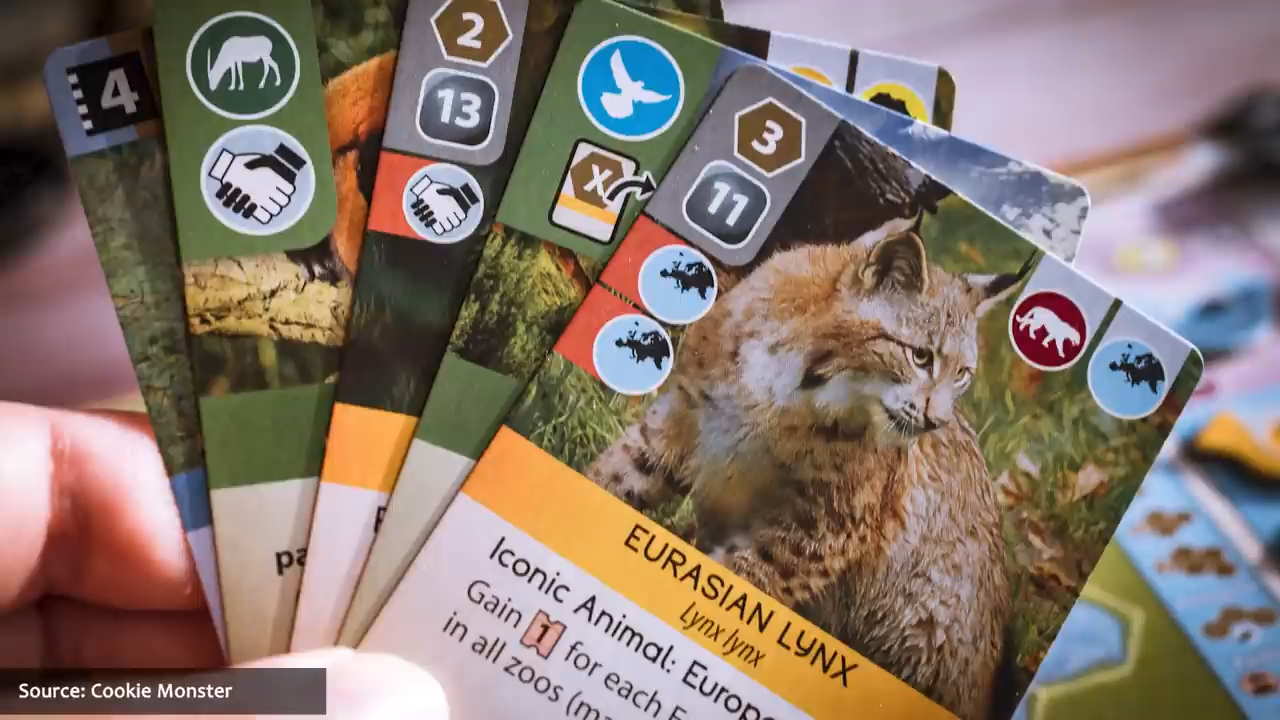 4
2
13
X
3
11
pa
EURASIAN LYNX
Lynx lynx
Iconic Animal: Europe
Gain 1 for each E
in all zoos (ma
Source: Cookie Monster